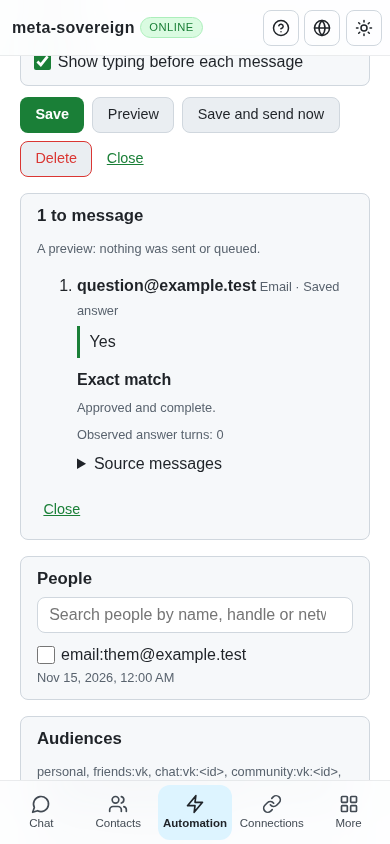 meta-sovereign ONLINE
Show typing before each message
Save Preview Save and send now
Delete Close
1 to message
A preview: nothing was sent or queued.
1. question@example.test Email · Saved
answer
Yes
Exact match
Approved and complete.
Observed answer turns: 0
Source messages
Close
People
Search people by name, handle or netw
email:them@example.test
Nov 15, 2026, 12:00 AM
Audiences
personal, friends:vk, chat:vk:<id>, community:vk:<id>,
Chat Contacts Automation Connections More